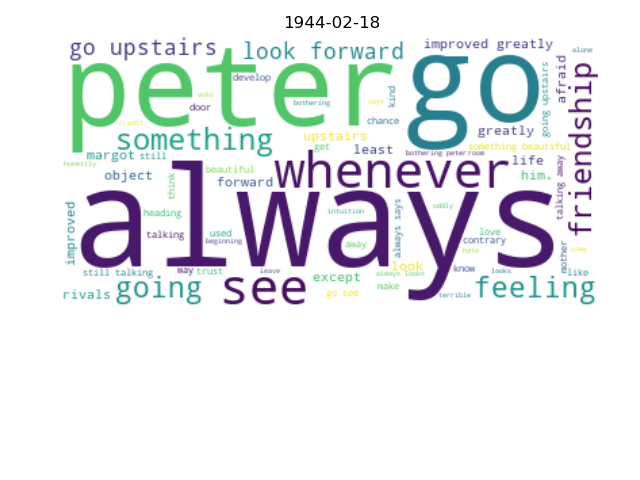 1944-02-18
go upstairs
look forward
improved greatly
alone
peter
go
develop
asks
door
bothering
says
kind
going upstairs
afraid
friendship
credit
chance
greatly
something
upstairs
get
least
something beautiful
honestly
margot
still
bothering peter
room
whenever
life
object
think
beautiful
forward
him.
talking away
always
improved
heading
used
intuition
always says
oddly
love
contrary
talking
beginning
away
hate
mother
come
still talking
way
trust
leave
except
look
always looks
know
looks
like
rivals
going
see
go see
make
terrible
feeling